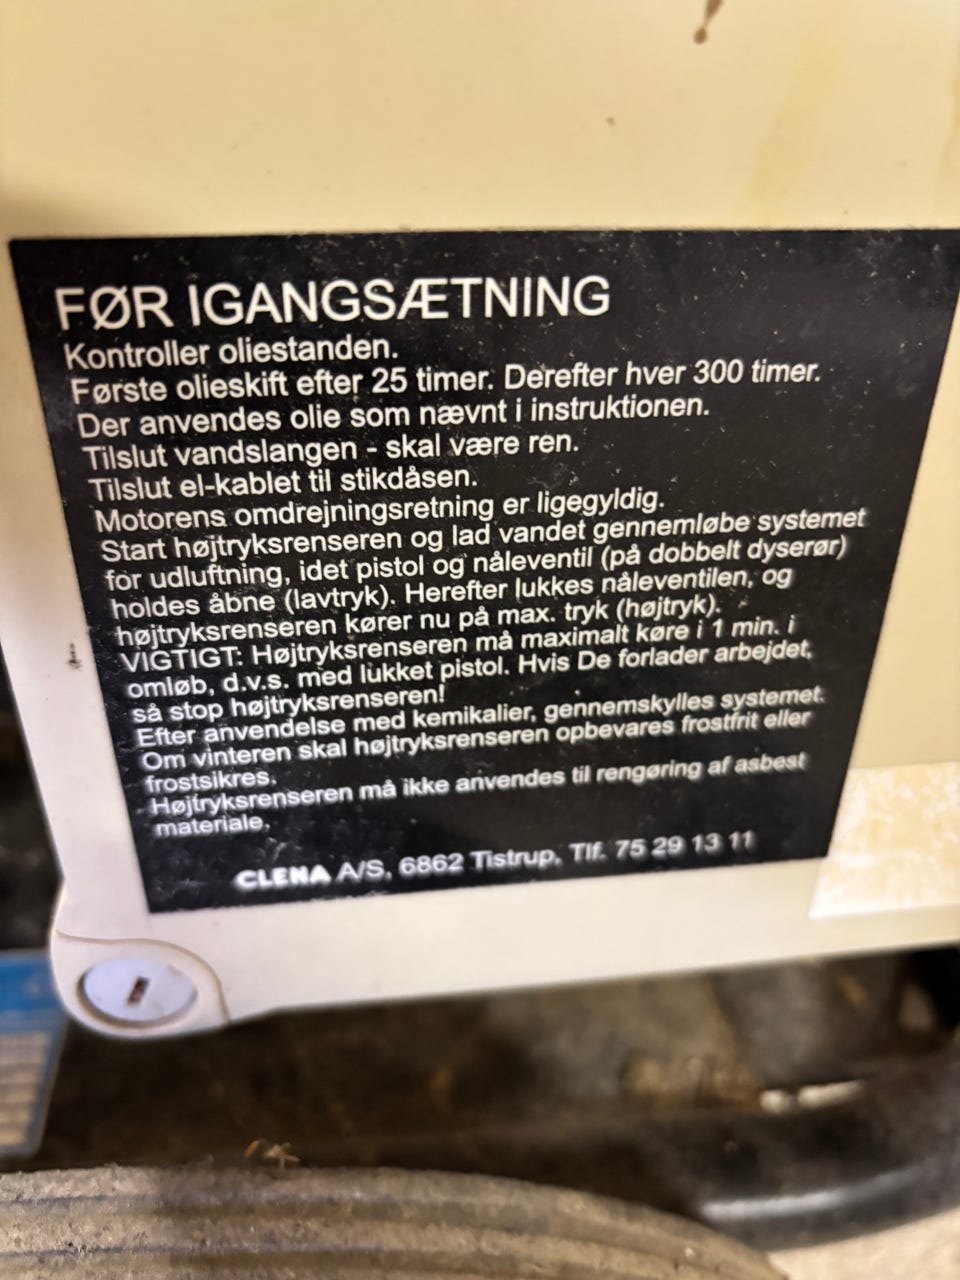 FØR IGANGSÆTNING
Kontroller oliestanden.
Første olieskift efter 25 timer. Derefter hver 300 timer.
Der anvendes olie som nævnt i instruktionen.
Tilslut vandslangen - skal være ren.
Tilslut el-kablet til stikdåsen.
Motorens omdrejningsretning er ligegyldig.
Start højtryksrenseren og lad vandet gennemløbe systemet
for udluftning, idet pistol og nåleventil (på dobbelt dyserør)
holdes åbne (lavtryk). Herefter lukkes nåleventilen, og
højtryksrenseren kører nu på max. tryk (højtryk).
VIGTIGT: Højtryksrenseren må maximalt køre i 1 min. i
omløb, d.v.s. med lukket pistol. Hvis De forlader arbejdet,
så stop højtryksrenseren!
Efter anvendelse med kemikalier, gennemskylles systemet.
Om vinteren skal højtryksrenseren opbevares frostfrit eller
frostsikres.
Højtryksrenseren må ikke anvendes til rengøring af asbest
materiale.
CLENA A/S, 6862 Tistrup, Tlf. 75 29 13 11